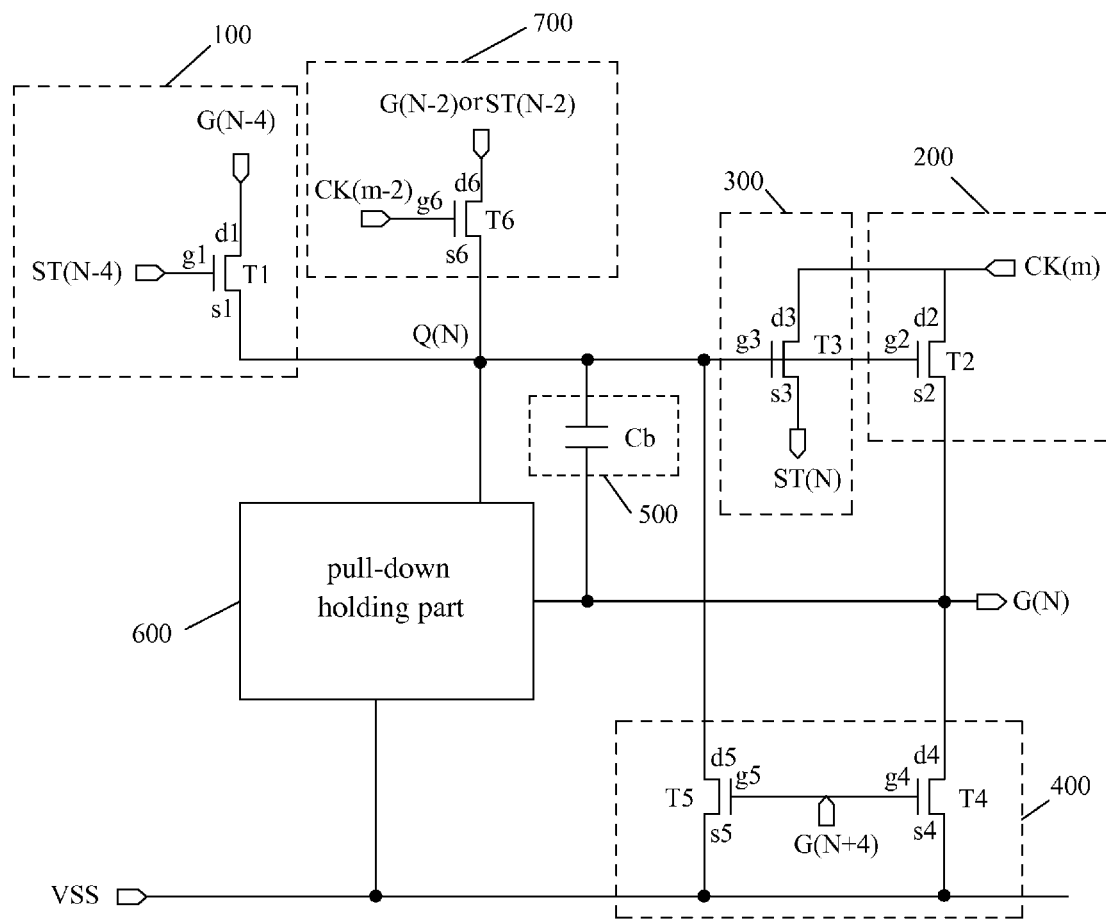 100
700
G(N-4)
G(N-2)or ST(N-2)
300
200
CK(m-2)
g6
d6
T6
s6
d1
ST(N-4)
g1
T1
s1
CK(m)
Q(N)
g3
d3
T3
s3
g2
d2
T2
s2
Cb
ST(N)
500
pull-down
holding part
600
G(N)
d5
g5
T5
s5
d4
g4
T4
s4
400
G(N+4)
VSS